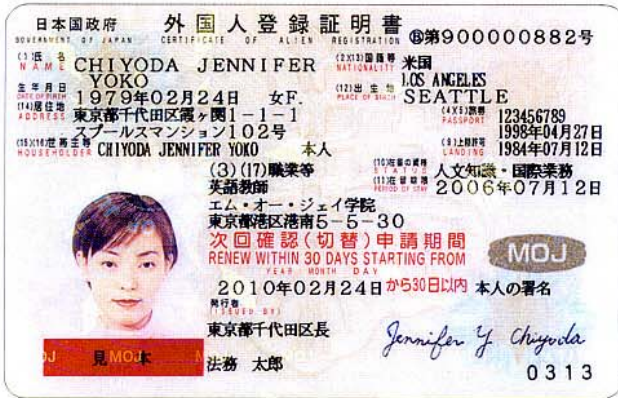 日本国政府 外国人登録証明書 Ⓑ第900000882号
GOVERNMENT OF JAPAN CERTIFICATE OF ALIEN REGISTRATION
(1)氏名 NAME CHIYODA JENNIFER YOKO
(2)(13)国籍等 NATIONALITY 米国
LOS ANGELES
生年月日 DATE OF BIRTH 1979年02月24日 女F.
(12)出生地 PLACE OF BIRTH SEATTLE
(14)居住地 ADDRESS 東京都千代田区霞ヶ関1-1-1
スプールスマンション102号
(4)(5)旅券 PASSPORT 123456789
1998年04月27日
(15)(16)世帯主等 HOUSEHOLDER CHIYODA JENNIFER YOKO 本人
(9)上陸許可 LANDING 1984年07月12日
(3)(17)職業等
(10)在留の資格 STATUS 人文知識・国際業務
英語教師
(11)在留期限 PERIOD OF STAY 2006年07月12日
エム・オー・ジェイ学院
東京都港区港南5-5-30
次回確認(切替)申請期間
RENEW WITHIN 30 DAYS STARTING FROM
YEAR MONTH DAY
MOJ
2010年02月24日から30日以内 本人の署名
発行者
(ISSUED BY)
東京都千代田区長
Jennifer Y. Chiyoda
見本
MOJ
法務 太郎
0313